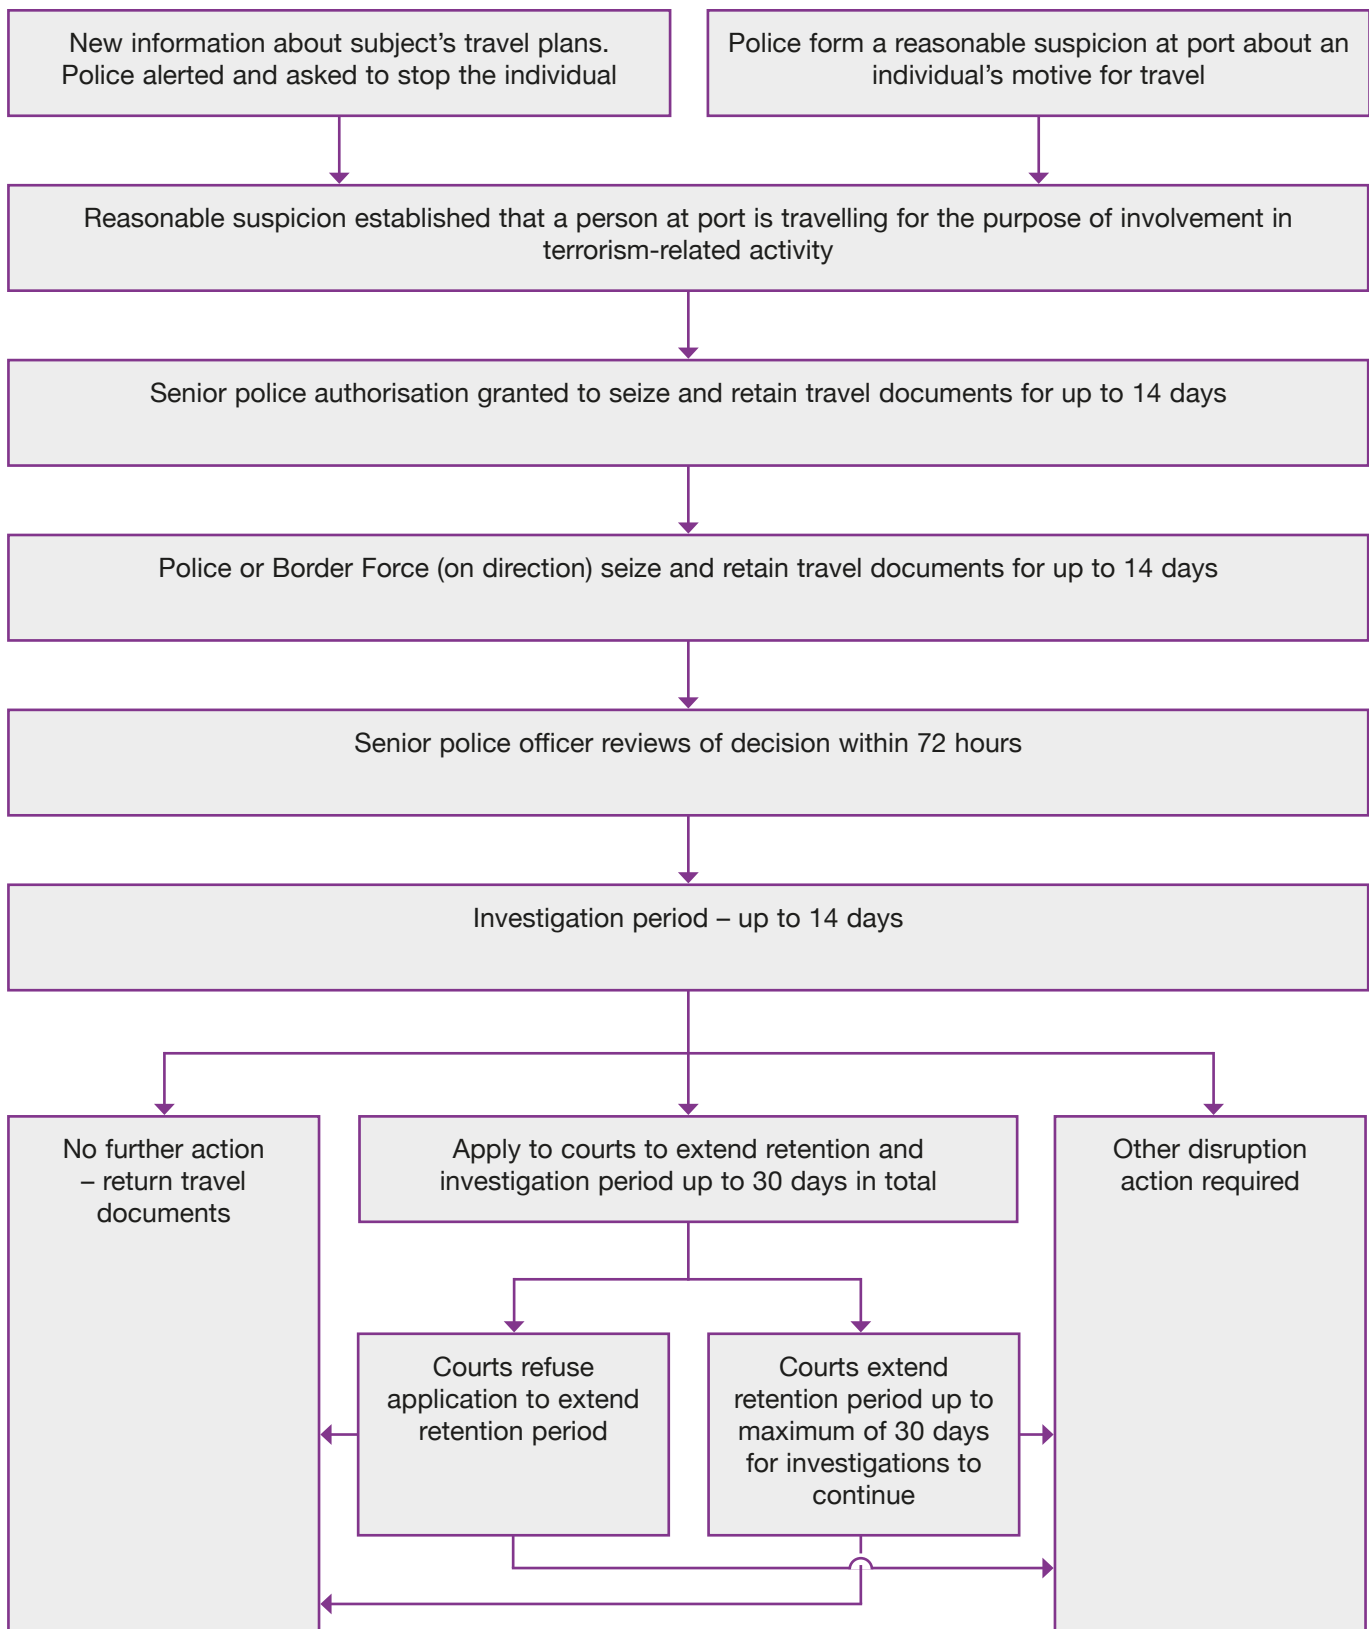 New information about subject's travel plans.
Police alerted and asked to stop the individual
Police form a reasonable suspicion at port about an
individual's motive for travel
Reasonable suspicion established that a person at port is travelling for the purpose of involvement in
terrorism-related activity
Senior police authorisation granted to seize and retain travel documents for up to 14 days
Police or Border Force (on direction) seize and retain travel documents for up to 14 days
Senior police officer reviews of decision within 72 hours
Investigation period – up to 14 days
No further action
– return travel
documents
Apply to courts to extend retention and
investigation period up to 30 days in total
Other disruption
action required
Courts refuse
application to extend
retention period
Courts extend
retention period up to
maximum of 30 days
for investigations to
continue